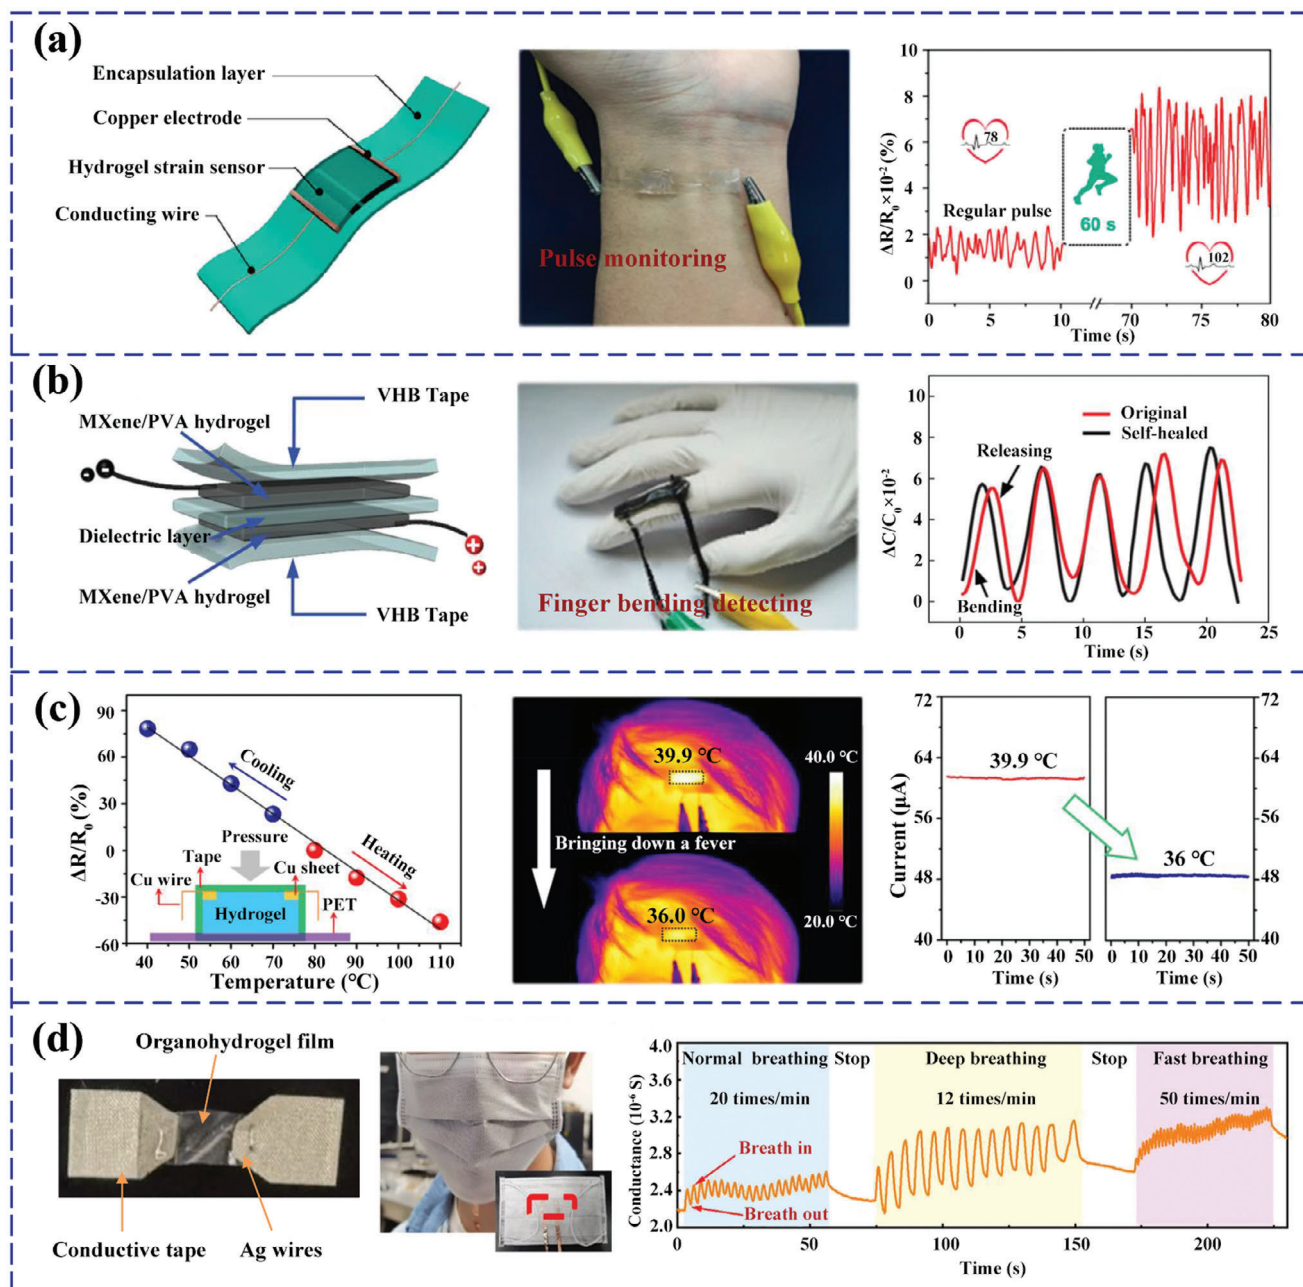 (a)
Encapsulation layer
Copper electrode
Hydrogel strain sensor
Conducting wire
Pulse monitoring
ΔR/R₀×10⁻² (%)
10
8
6
4
2
0
78
Regular pulse
60 s
102
0
5
10
70
75
80
Time (s)
(b)
VHB Tape
MXene/PVA hydrogel
Dielectric layer
MXene/PVA hydrogel
VHB Tape
Finger bending detecting
ΔC/C₀×10⁻²
10
8
6
4
2
0
Original
Self-healed
Releasing
Bending
0
5
10
15
20
25
Time (s)
(c)
ΔR/R₀ (%)
90
60
30
0
-30
-60
Cooling
Heating
Pressure
Tape
Cu sheet
Cu wire
PET
Hydrogel
40 50 60 70 80 90 100 110
Temperature (°C)
39.9 °C
40.0 °C
Bringing down a fever
36.0 °C
20.0 °C
Current (μA)
72
64
56
48
40
39.9 °C
0 10 20 30 40 50
Time (s)
36 °C
72
64
56
48
40
0 10 20 30 40 50
Time (s)
(d)
Organohydrogel film
Conductive tape
Ag wires
Conductance (10⁻⁶ S)
4.0
3.6
3.2
2.8
2.4
2.0
Normal breathing
Stop
Deep breathing
Stop
Fast breathing
20 times/min
12 times/min
50 times/min
Breath in
Breath out
0
50
100
150
200
Time (s)